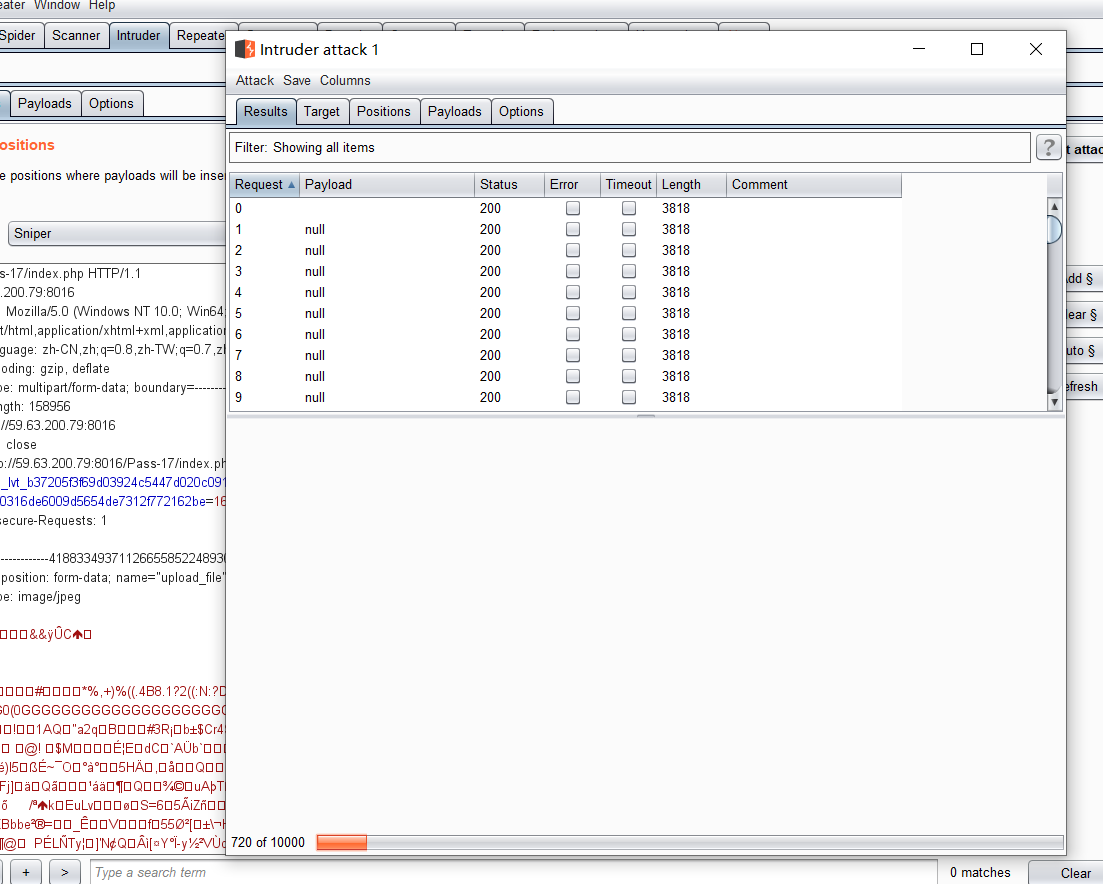 eater Window Help
Spider Scanner Intruder Repeate
Payloads Options
ositions
e positions where payloads will be inser
Sniper
s-17/index.php HTTP/1.1
.200.79:8016
Mozilla/5.0 (Windows NT 10.0; Win64;
t/html,application/xhtml+xml,application
guage: zh-CN,zh;q=0.8,zh-TW;q=0.7,zh
oding: gzip, deflate
pe: multipart/form-data; boundary=--------
ngth: 158956
//59.63.200.79:8016
close
p://59.63.200.79:8016/Pass-17/index.ph
_lvt_b37205f3f69d03924c5447d020c091
0316de6009d5654de7312f772162be=16
secure-Requests: 1
------------4188334937112665585224893
position: form-data; name="upload_file"
pe: image/jpeg
Intruder attack 1
Attack Save Columns
Results Target Positions Payloads Options
Filter: Showing all items
?
Request Payload Status Error Timeout Length Comment
0 200 3818
1 null 200 3818
2 null 200 3818
3 null 200 3818
4 null 200 3818
5 null 200 3818
6 null 200 3818
7 null 200 3818
8 null 200 3818
9 null 200 3818
720 of 10000
t attac
Add §
lear §
uto §
efresh
+ > Type a search term 0 matches Clear